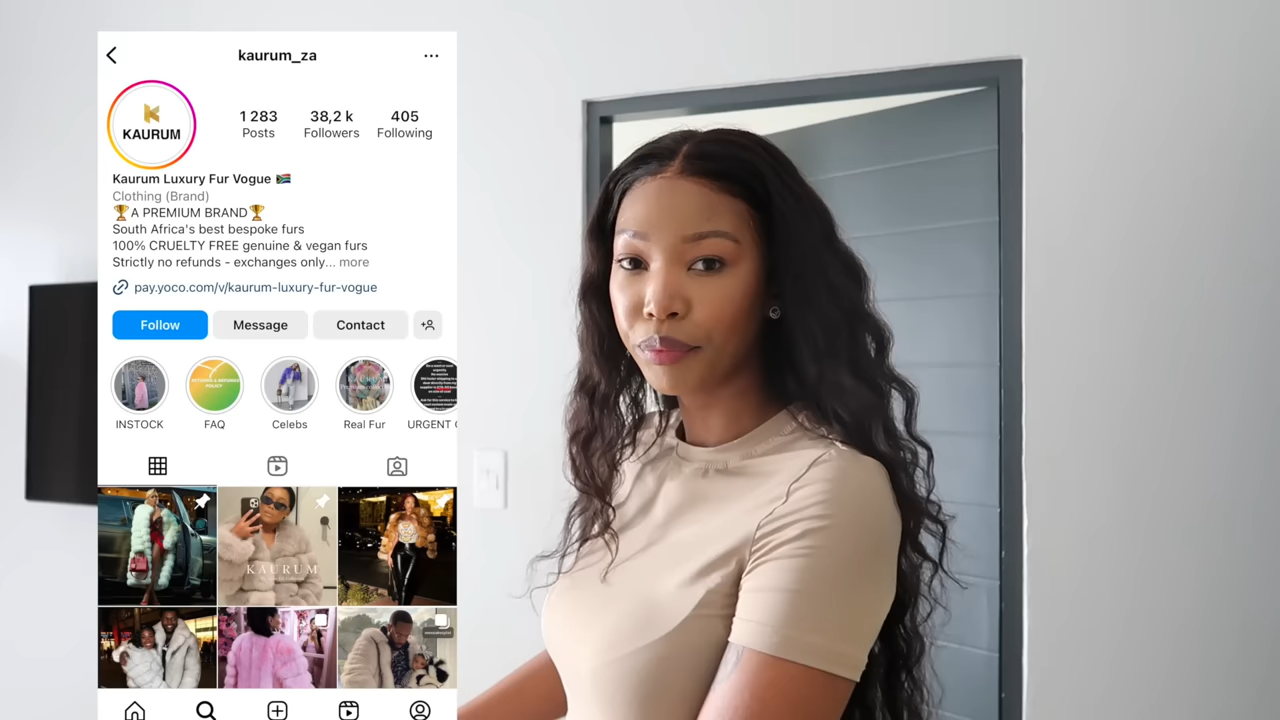 kaurum_za
KAURUM
1 283
Posts
38,2 k
Followers
405
Following
Kaurum Luxury Fur Vogue 🇿🇦
Clothing (Brand)
🏆A PREMIUM BRAND🏆
South Africa's best bespoke furs
100% CRUELTY FREE genuine & vegan furs
Strictly no refunds - exchanges only... more
pay.yoco.com/v/kaurum-luxury-fur-vogue
Follow
Message
Contact
INSTOCK
FAQ
Celebs
Real Fur
URGENT
KAURUM